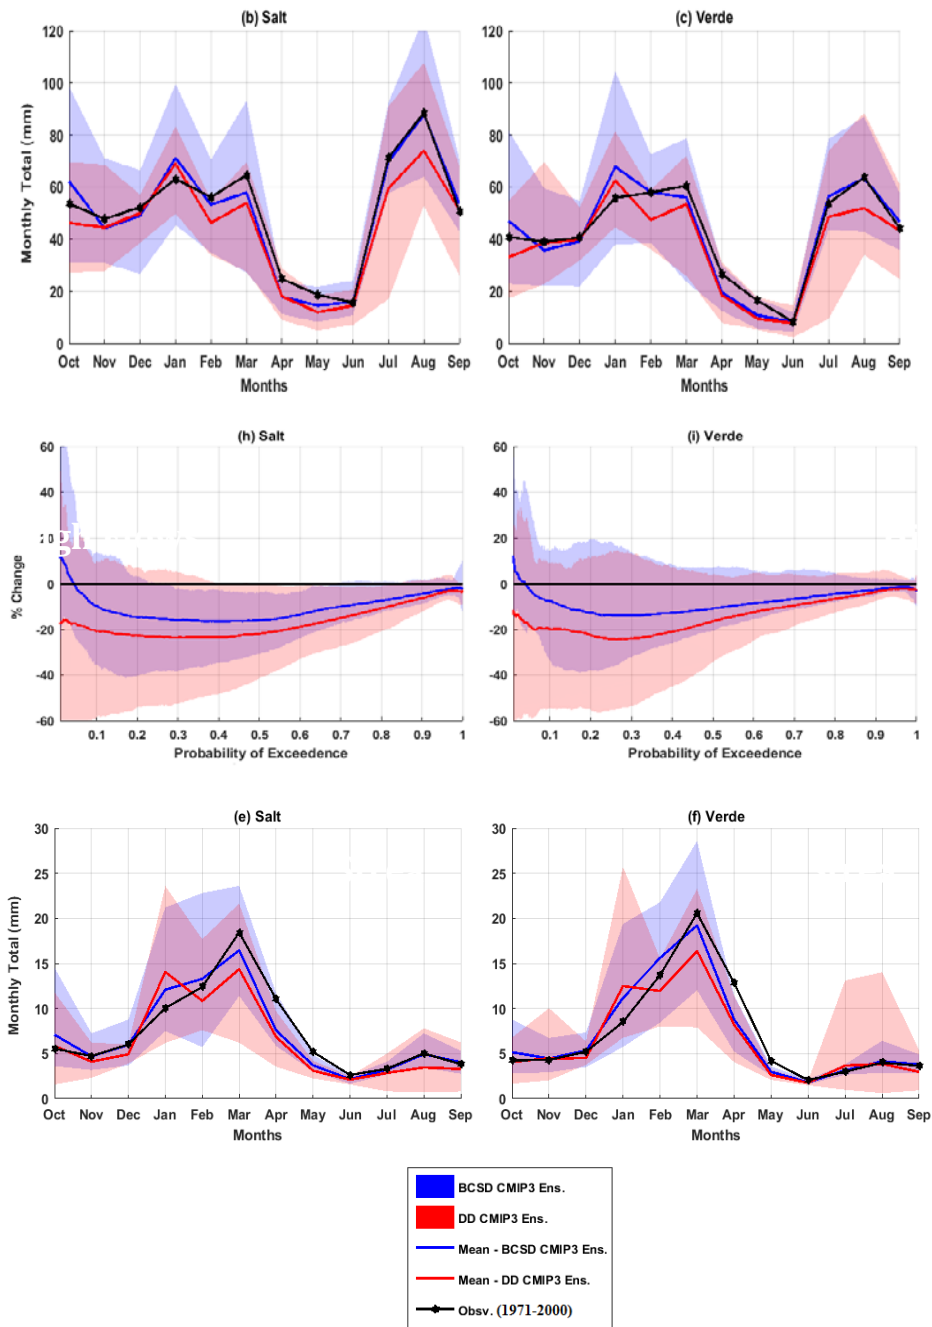 (b) Salt
120
100
80
60
40
20
0
Monthly Total (mm)
Oct Nov Dec Jan Feb Mar Apr May Jun Jul Aug Sep
Months
(c) Verde
120
100
80
60
40
20
0
Oct Nov Dec Jan Feb Mar Apr May Jun Jul Aug Sep
Months
(h) Salt
60
40
20
0
-20
-40
-60
% Change
0.1 0.2 0.3 0.4 0.5 0.6 0.7 0.8 0.9 1
Probability of Exceedence
(i) Verde
60
40
20
0
-20
-40
-60
0.1 0.2 0.3 0.4 0.5 0.6 0.7 0.8 0.9 1
Probability of Exceedence
(e) Salt
30
25
20
15
10
5
0
Monthly Total (mm)
Oct Nov Dec Jan Feb Mar Apr May Jun Jul Aug Sep
Months
(f) Verde
30
25
20
15
10
5
0
Oct Nov Dec Jan Feb Mar Apr May Jun Jul Aug Sep
Months
BCSD CMIP3 Ens.
DD CMIP3 Ens.
Mean - BCSD CMIP3 Ens.
Mean - DD CMIP3 Ens.
Obsv. (1971-2000)